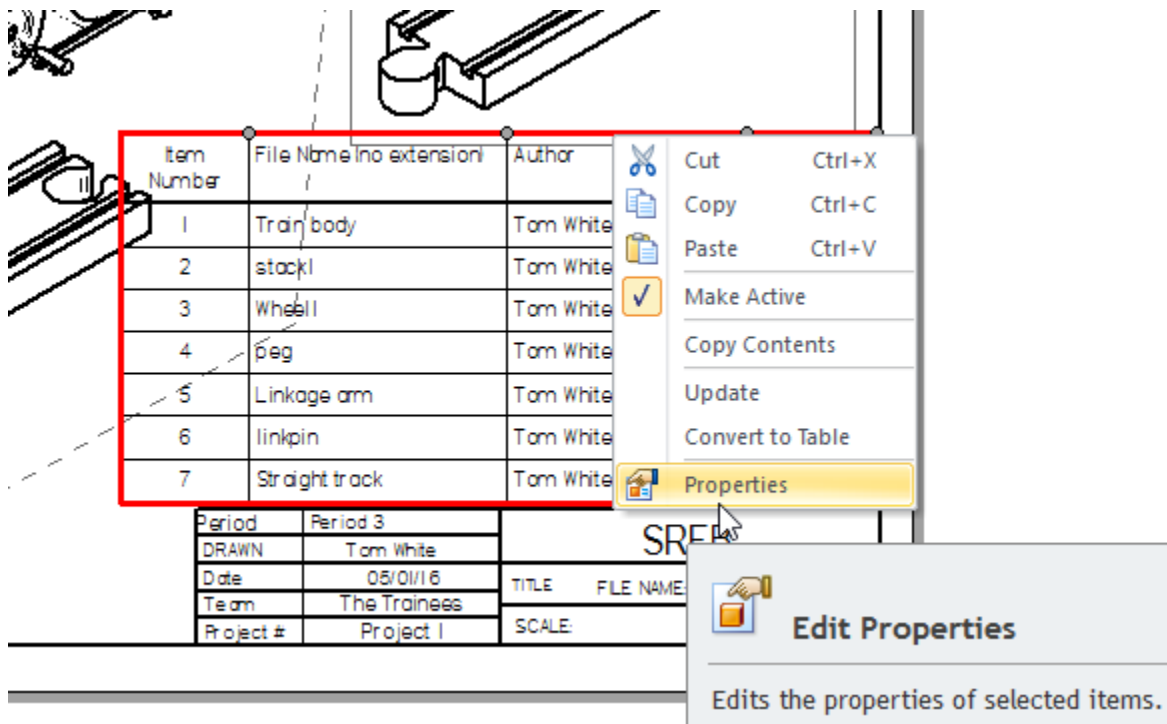 Item Number File Name (no extension) Author
1 Train body Tom White
2 stack1 Tom White
3 Wheel1 Tom White
4 peg Tom White
5 Linkage arm Tom White
6 linkpin Tom White
7 Straight track Tom White
Cut Ctrl+X
Copy Ctrl+C
Paste Ctrl+V
Make Active
Copy Contents
Update
Convert to Table
Properties
Period Period 3
DRAWN Tom White
Date 05/01/16
Team The Trainees
Project # Project 1
TITLE FILE NAME:
SCALE:
Edit Properties
Edits the properties of selected items.